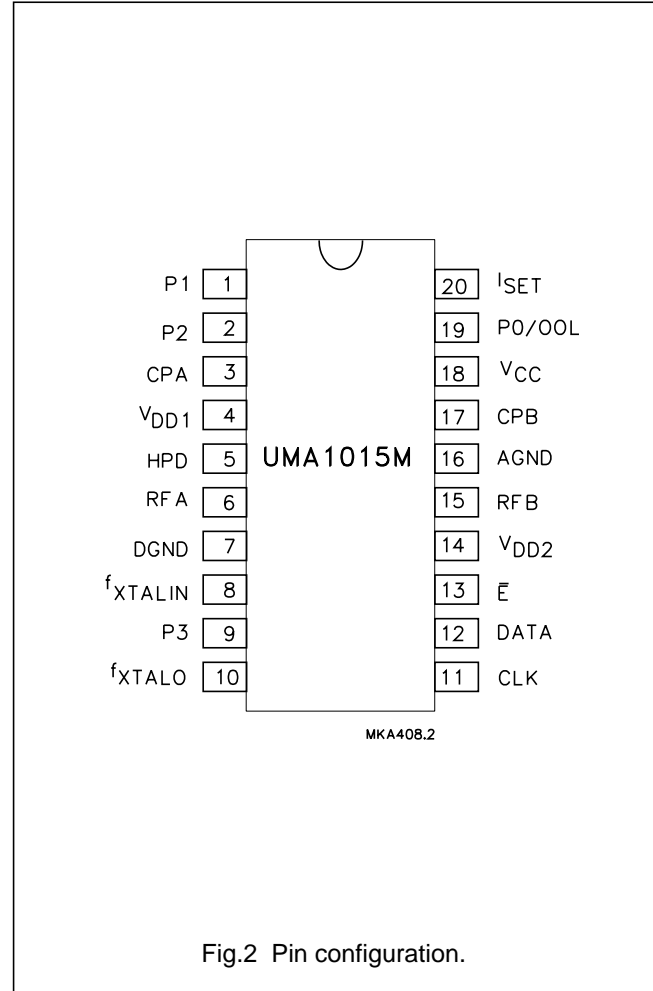 P1 1 20 ISET
P2 2 19 P0/OOL
CPA 3 18 VCC
VDD1 4 17 CPB
HPD 5 UMA1015M 16 AGND
RFA 6 15 RFB
DGND 7 14 VDD2
fXTALIN 8 13 E̅
P3 9 12 DATA
fXTALO 10 11 CLK
MKA408.2
Fig.2 Pin configuration.